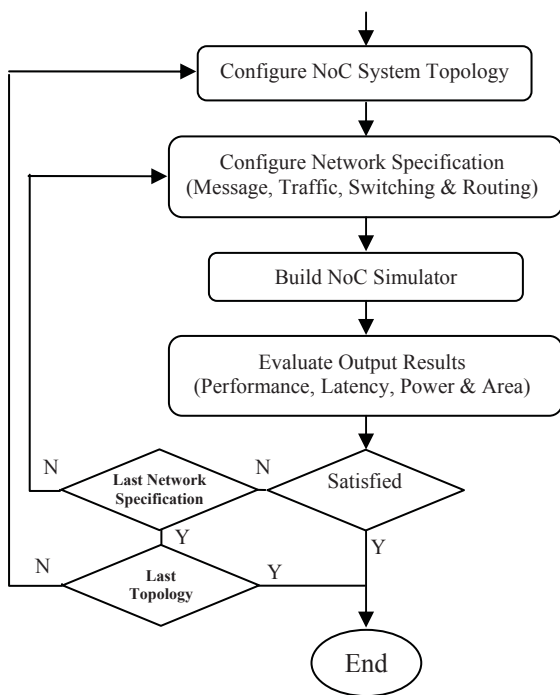 Configure NoC System Topology
Configure Network Specification
(Message, Traffic, Switching & Routing)
Build NoC Simulator
Evaluate Output Results
(Performance, Latency, Power & Area)
N
Last Network
Specification
N
Satisfied
Y
Y
N
Last
Topology
Y
End